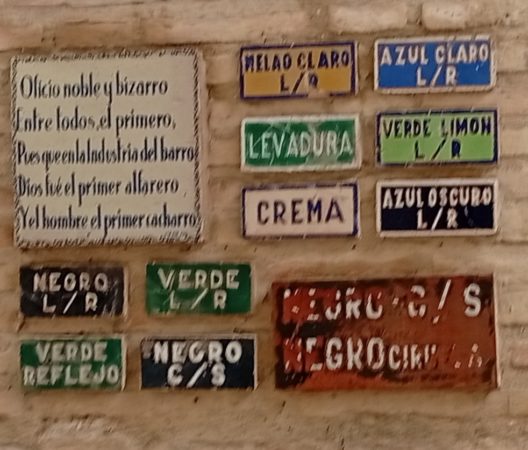 Oficio noble y bizarro
Entre todos, el primero,
Pues que en la Industria del barro
Dios fué el primer alfarero
Y el hombre el primer cacharro
MELAO CLARO
L/R
AZUL CLARO
L/R
LEVADURA
VERDE LIMON
L/R
CREMA
AZUL OSCURO
L/R
NEGRO
L/R
VERDE
L/R
VERDE
REFLEJO
NEGRO
C/S
NEGRO C/S
NEGRO